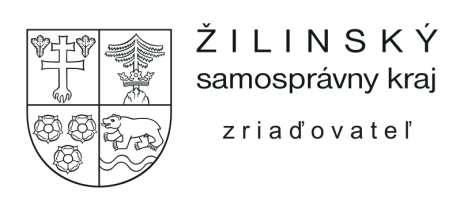 ŽILINSKÝ
samosprávny kraj
zriaďovateľ